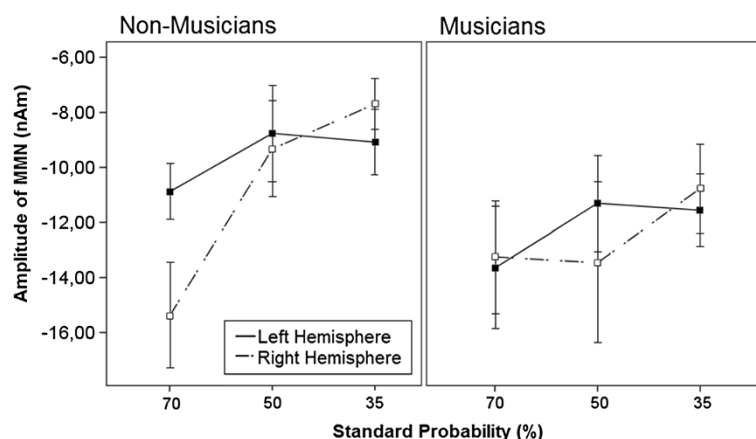 Non-Musicians
Musicians
Amplitude of MMN (nAm)
-6,00
-8,00
-10,00
-12,00
-14,00
-16,00
Left Hemisphere
Right Hemisphere
70 50 35
70 50 35
Standard Probability (%)